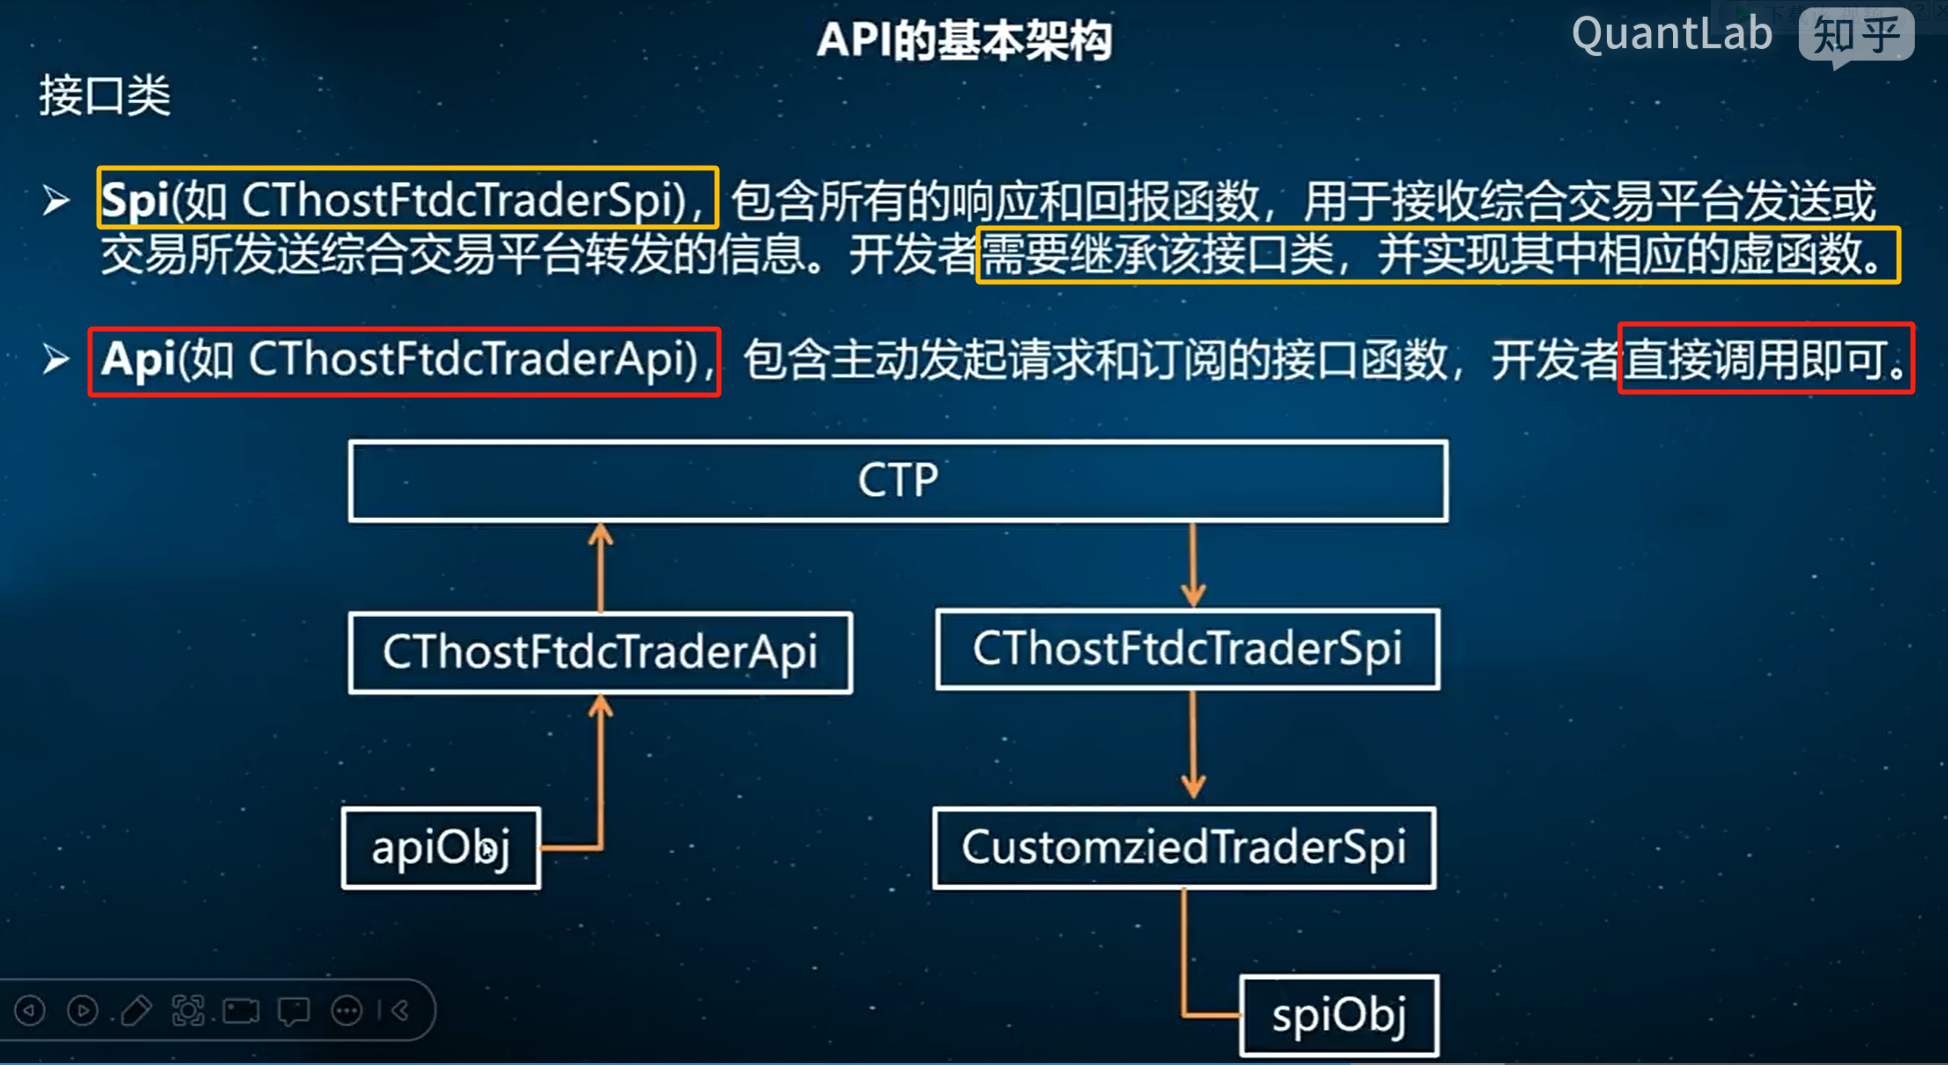 API的基本架构
QuantLab 知乎
接口类
Spi(如 CThostFtdcTraderSpi)，包含所有的响应和回报函数，用于接收综合交易平台发送或
交易所发送综合交易平台转发的信息。开发者需要继承该接口类，并实现其中相应的虚函数。
Api(如 CThostFtdcTraderApi)，包含主动发起请求和订阅的接口函数，开发者直接调用即可。
CTP
CThostFtdcTraderApi
CThostFtdcTraderSpi
apiObj
CustomziedTraderSpi
spiObj